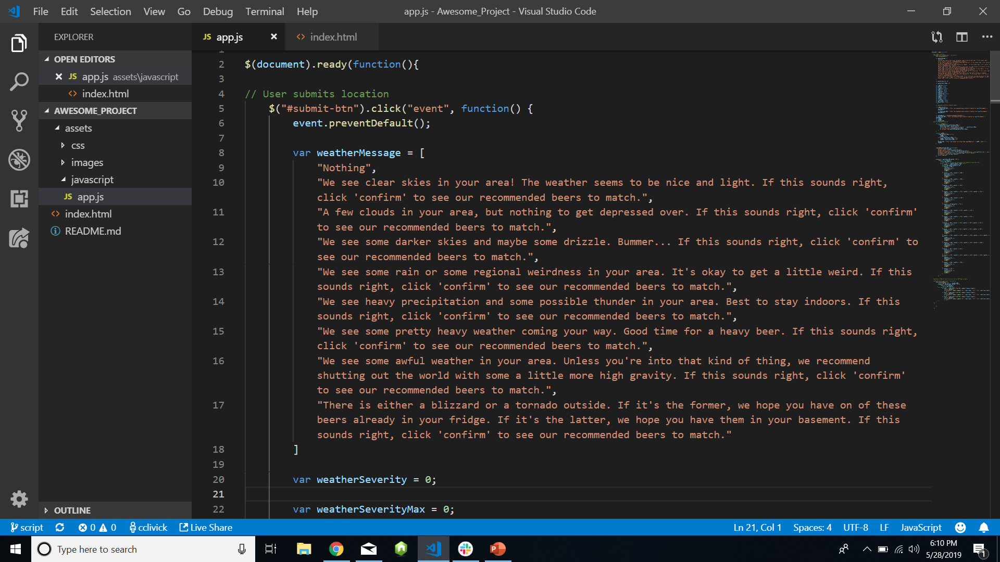 File Edit Selection View Go Debug Terminal Help
app.js - Awesome_Project - Visual Studio Code
EXPLORER
OPEN EDITORS
JS app.js assets\javascript
<> index.html
AWESOME_PROJECT
assets
css
images
javascript
JS app.js
<> index.html
README.md
OUTLINE
JS app.js
<> index.html
1
2 $(document).ready(function(){
3
4 // User submits location
5 $("#submit-btn").click("event", function() {
6 event.preventDefault();
7
8 var weatherMessage = [
9 "Nothing",
10 "We see clear skies in your area! The weather seems to be nice and light. If this sounds right,
click 'confirm' to see our recommended beers to match.",
11 "A few clouds in your area, but nothing to get depressed over. If this sounds right, click 'confirm'
to see our recommended beers to match.",
12 "We see some darker skies and maybe some drizzle. Bummer... If this sounds right, click 'confirm' to
see our recommended beers to match.",
13 "We see some rain or some regional weirdness in your area. It's okay to get a little weird. If this
sounds right, click 'confirm' to see our recommended beers to match.",
14 "We see heavy precipitation and some possible thunder in your area. Best to stay indoors. If this
sounds right, click 'confirm' to see our recommended beers to match.",
15 "We see some pretty heavy weather coming your way. Good time for a heavy beer. If this sounds right,
click 'confirm' to see our recommended beers to match.",
16 "We see some awful weather in your area. Unless you're into that kind of thing, we recommend
shutting out the world with some a little more high gravity. If this sounds right, click 'confirm'
to see our recommended beers to match.",
17 "There is either a blizzard or a tornado outside. If it's the former, we hope you have on of these
beers already in your fridge. If it's the latter, we hope you have them in your basement. If this
sounds right, click 'confirm' to see our recommended beers to match."
18 ]
19
20 var weatherSeverity = 0;
21
22 var weatherSeverityMax = 0;
script 0 0 cclivick Live Share
Ln 21, Col 1 Spaces: 4 UTF-8 LF JavaScript
Type here to search
6:10 PM
5/28/2019
1